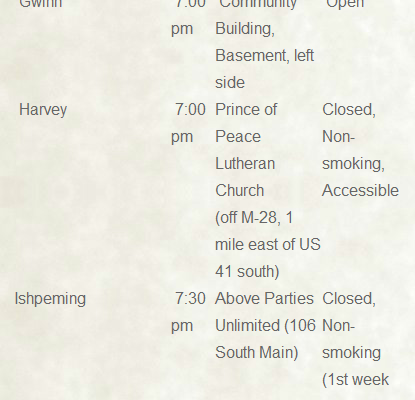 Gwinn 7:00 Community Open
pm Building,
Basement, left
side
Harvey 7:00 Prince of Closed,
pm Peace Non-
Lutheran smoking,
Church Accessible
(off M-28, 1
mile east of US
41 south)
Ishpeming 7:30 Above Parties Closed,
pm Unlimited (106 Non-
South Main) smoking
(1st week